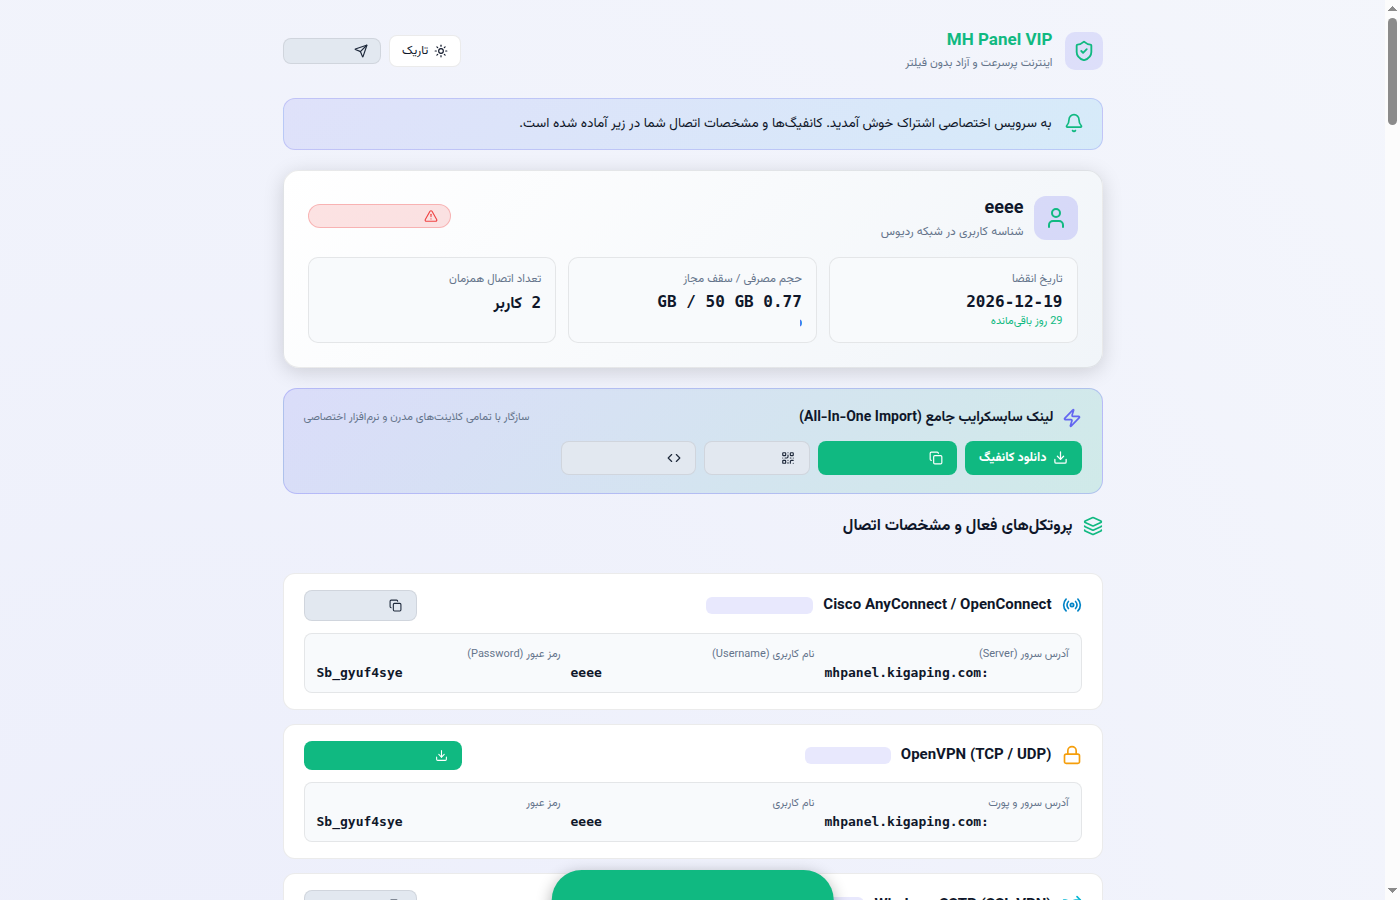 MH Panel VIP
اینترنت پرسرعت و آزاد بدون فیلتر
تاریک
به سرویس اختصاصی اشتراک خوش آمدید. کانفیگ‌ها و مشخصات اتصال شما در زیر آماده شده است.
eeee
شناسه کاربری در شبکه ردیوس
تاریخ انقضا
2026-12-19
29 روز باقی‌مانده
حجم مصرفی / سقف مجاز
GB / 50 GB 0.77
تعداد اتصال همزمان
2 کاربر
لینک سابسکرایب جامع (All-In-One Import)
سازگار با تمامی کلاینت‌های مدرن و نرم‌افزار اختصاصی
دانلود کانفیگ
پروتکل‌های فعال و مشخصات اتصال
Cisco AnyConnect / OpenConnect
آدرس سرور (Server)
mhpanel.kigaping.com:
نام کاربری (Username)
eeee
رمز عبور (Password)
Sb_gyuf4sye
OpenVPN (TCP / UDP)
آدرس سرور و پورت
mhpanel.kigaping.com:
نام کاربری
eeee
رمز عبور
Sb_gyuf4sye